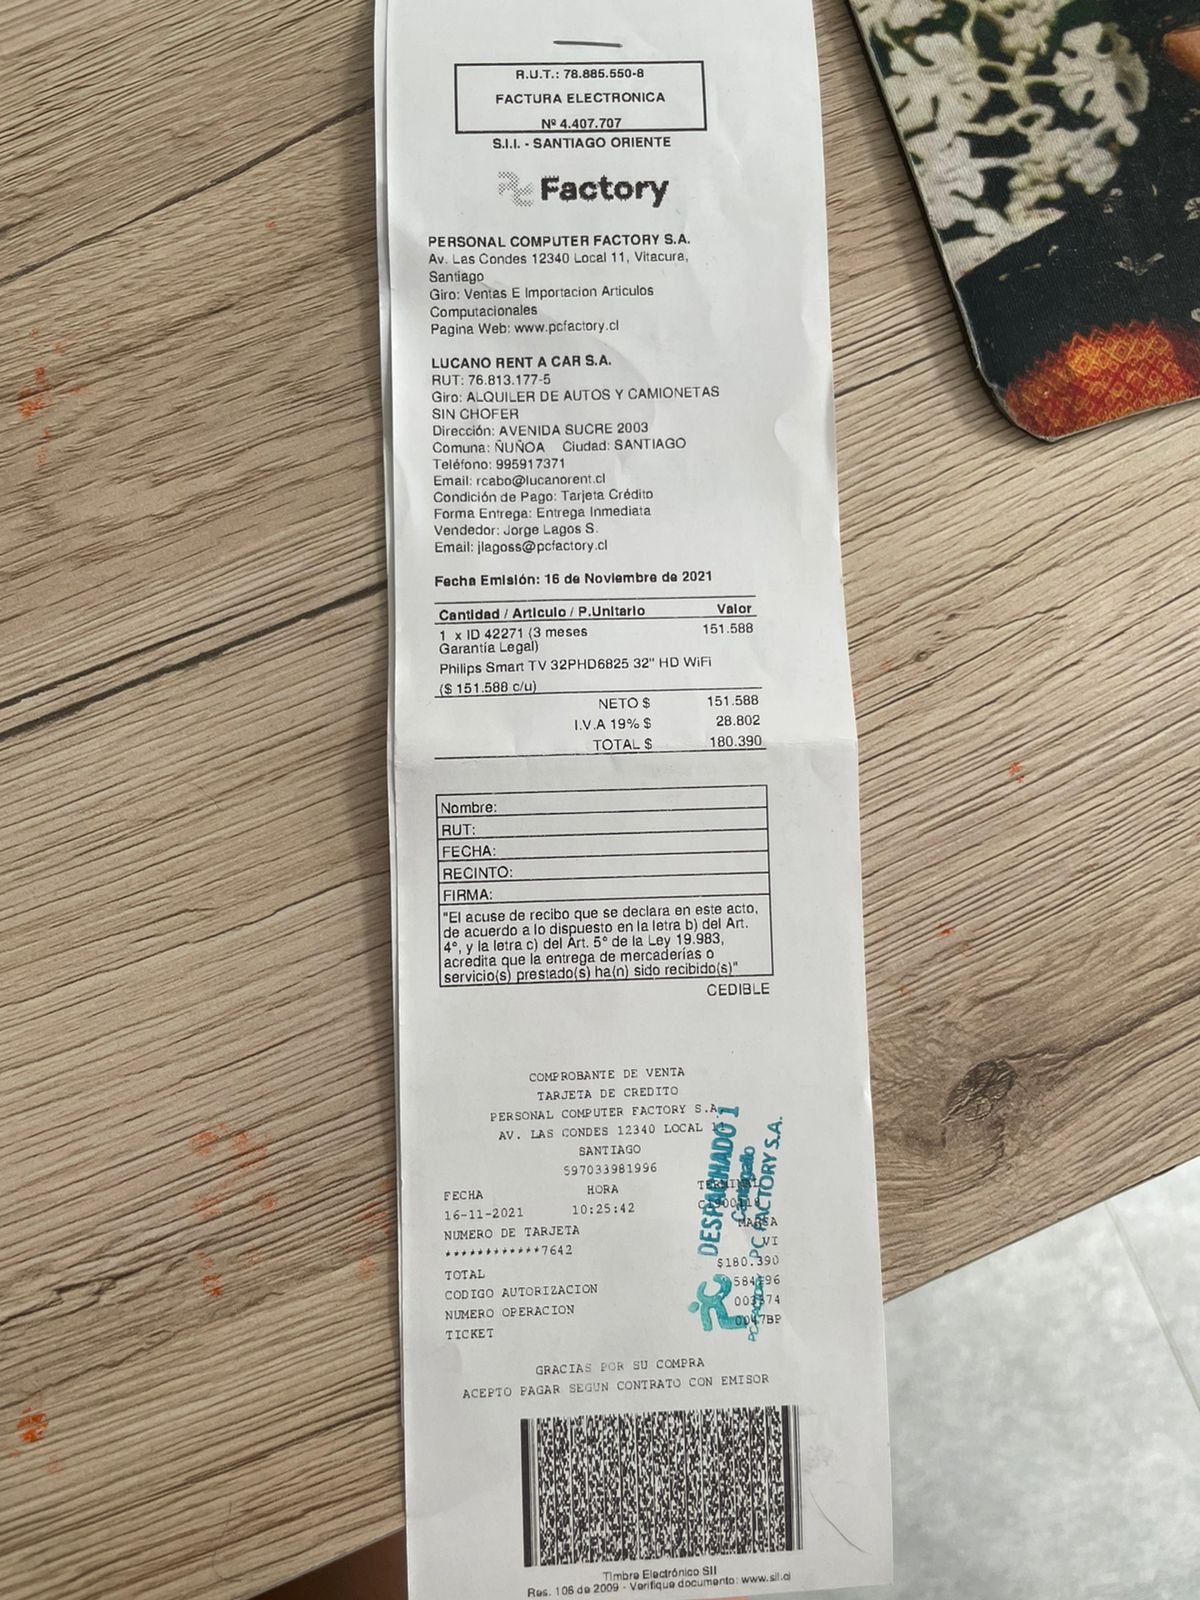 R.U.T.: 78.885.550-8
FACTURA ELECTRONICA
Nº 4.407.707
S.I.I. - SANTIAGO ORIENTE
Factory
PERSONAL COMPUTER FACTORY S.A.
Av. Las Condes 12340 Local 11, Vitacura,
Santiago
Giro: Ventas E Importacion Articulos
Computacionales
Pagina Web: www.pcfactory.cl
LUCANO RENT A CAR S.A.
RUT: 76.813.177-5
Giro: ALQUILER DE AUTOS Y CAMIONETAS
SIN CHOFER
Dirección: AVENIDA SUCRE 2003
Comuna: ÑUÑOA Ciudad: SANTIAGO
Teléfono: 995917371
Email: rcabo@lucanorent.cl
Condición de Pago: Tarjeta Crédito
Forma Entrega: Entrega Inmediata
Vendedor: Jorge Lagos S.
Email: jlagoss@pcfactory.cl
Fecha Emisión: 16 de Noviembre de 2021
Cantidad / Articulo / P.Unitario Valor
1 x ID 42271 (3 meses 151.588
Garantía Legal)
Philips Smart TV 32PHD6825 32" HD WiFi
($ 151.588 c/u)
NETO $ 151.588
I.V.A 19% $ 28.802
TOTAL $ 180.390
Nombre:
RUT:
FECHA:
RECINTO:
FIRMA:
"El acuse de recibo que se declara en este acto,
de acuerdo a lo dispuesto en la letra b) del Art.
4°, y la letra c) del Art. 5° de la Ley 19.983,
acredita que la entrega de mercaderías o
servicio(s) prestado(s) ha(n) sido recibido(s)"
CEDIBLE
COMPROBANTE DE VENTA
TARJETA DE CREDITO
PERSONAL COMPUTER FACTORY S.A.
AV. LAS CONDES 12340 LOCAL
SANTIAGO
597033981996
FECHA HORA TERMINAL
16-11-2021 10:25:42
NUMERO DE TARJETA MARCA
************7642 VI
TOTAL $180.390
CODIGO AUTORIZACION
NUMERO OPERACION
TICKET
DESPACHADO 1
Cantagallo
PC FACTORY S.A.
GRACIAS POR SU COMPRA
ACEPTO PAGAR SEGUN CONTRATO CON EMISOR
Timbre Electrónico SII
Res. 106 de 2009 - Verifique documento: www.sii.cl